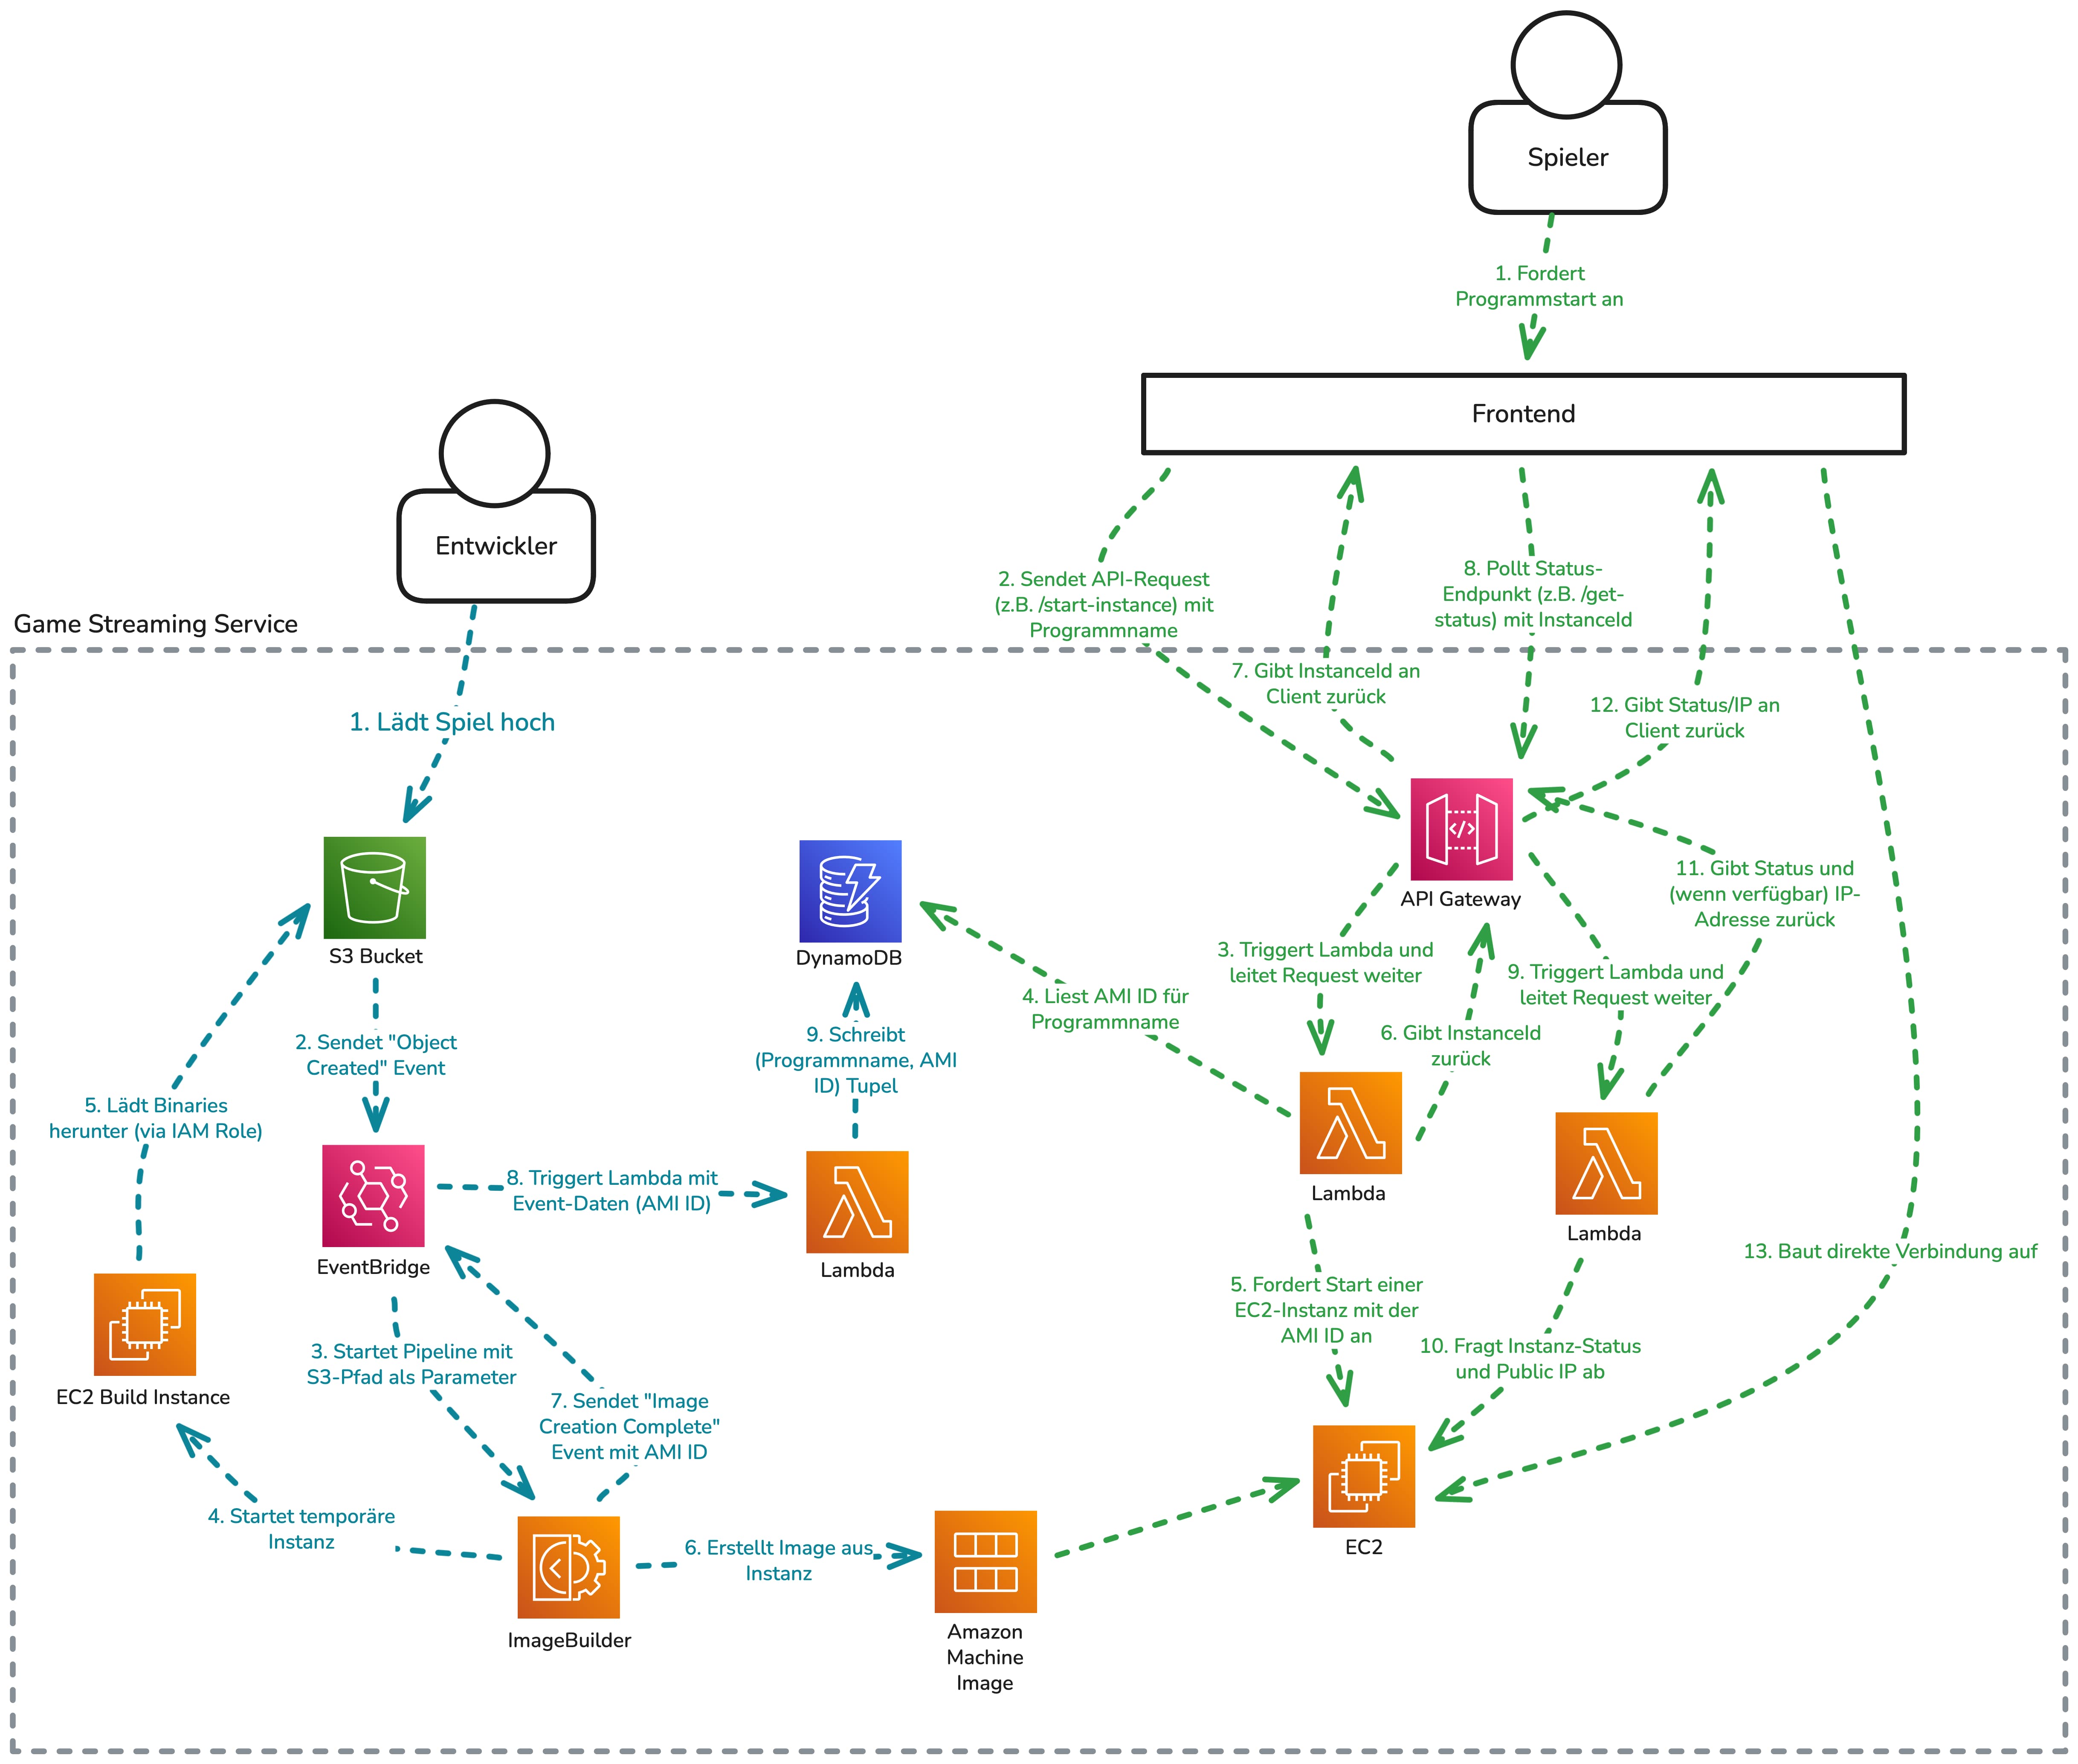 Spieler
1. Fordert
Programmstart an
Frontend
Entwickler
2. Sendet API-Request
(z.B. /start-instance) mit
Programmname
8. Pollt Status-
Endpunkt (z.B. /get-
status) mit InstanceId
Game Streaming Service
7. Gibt InstanceId an
Client zurück
12. Gibt Status/IP an
Client zurück
1. Lädt Spiel hoch
S3 Bucket
DynamoDB
API Gateway
11. Gibt Status und
(wenn verfügbar) IP-
Adresse zurück
3. Triggert Lambda und
leitet Request weiter
9. Triggert Lambda und
leitet Request weiter
4. Liest AMI ID für
Programmname
6. Gibt InstanceId
zurück
2. Sendet "Object
Created" Event
9. Schreibt
(Programmname, AMI
ID) Tupel
5. Lädt Binaries
herunter (via IAM Role)
8. Triggert Lambda mit
Event-Daten (AMI ID)
Lambda
Lambda
EventBridge
Lambda
13. Baut direkte Verbindung auf
5. Fordert Start einer
EC2-Instanz mit der
AMI ID an
10. Fragt Instanz-Status
und Public IP ab
3. Startet Pipeline mit
S3-Pfad als Parameter
EC2 Build Instance
7. Sendet "Image
Creation Complete"
Event mit AMI ID
4. Startet temporäre
Instanz
6. Erstellt Image aus
Instanz
EC2
ImageBuilder
Amazon
Machine
Image